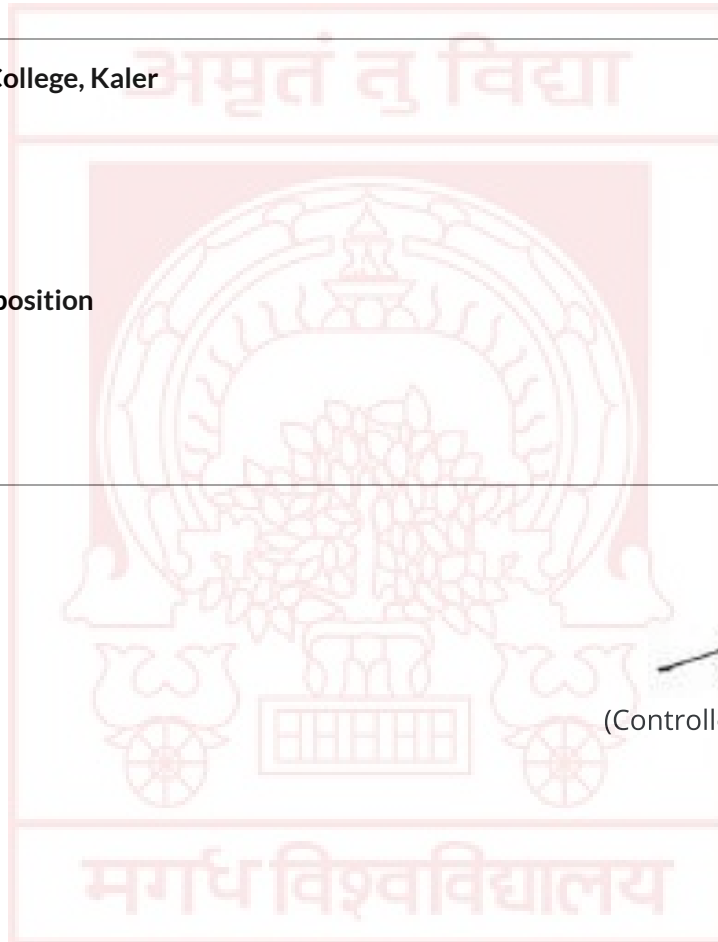 अमृतं तु विद्या
College, Kaler
position
(Controll
मगध विश्वविद्यालय